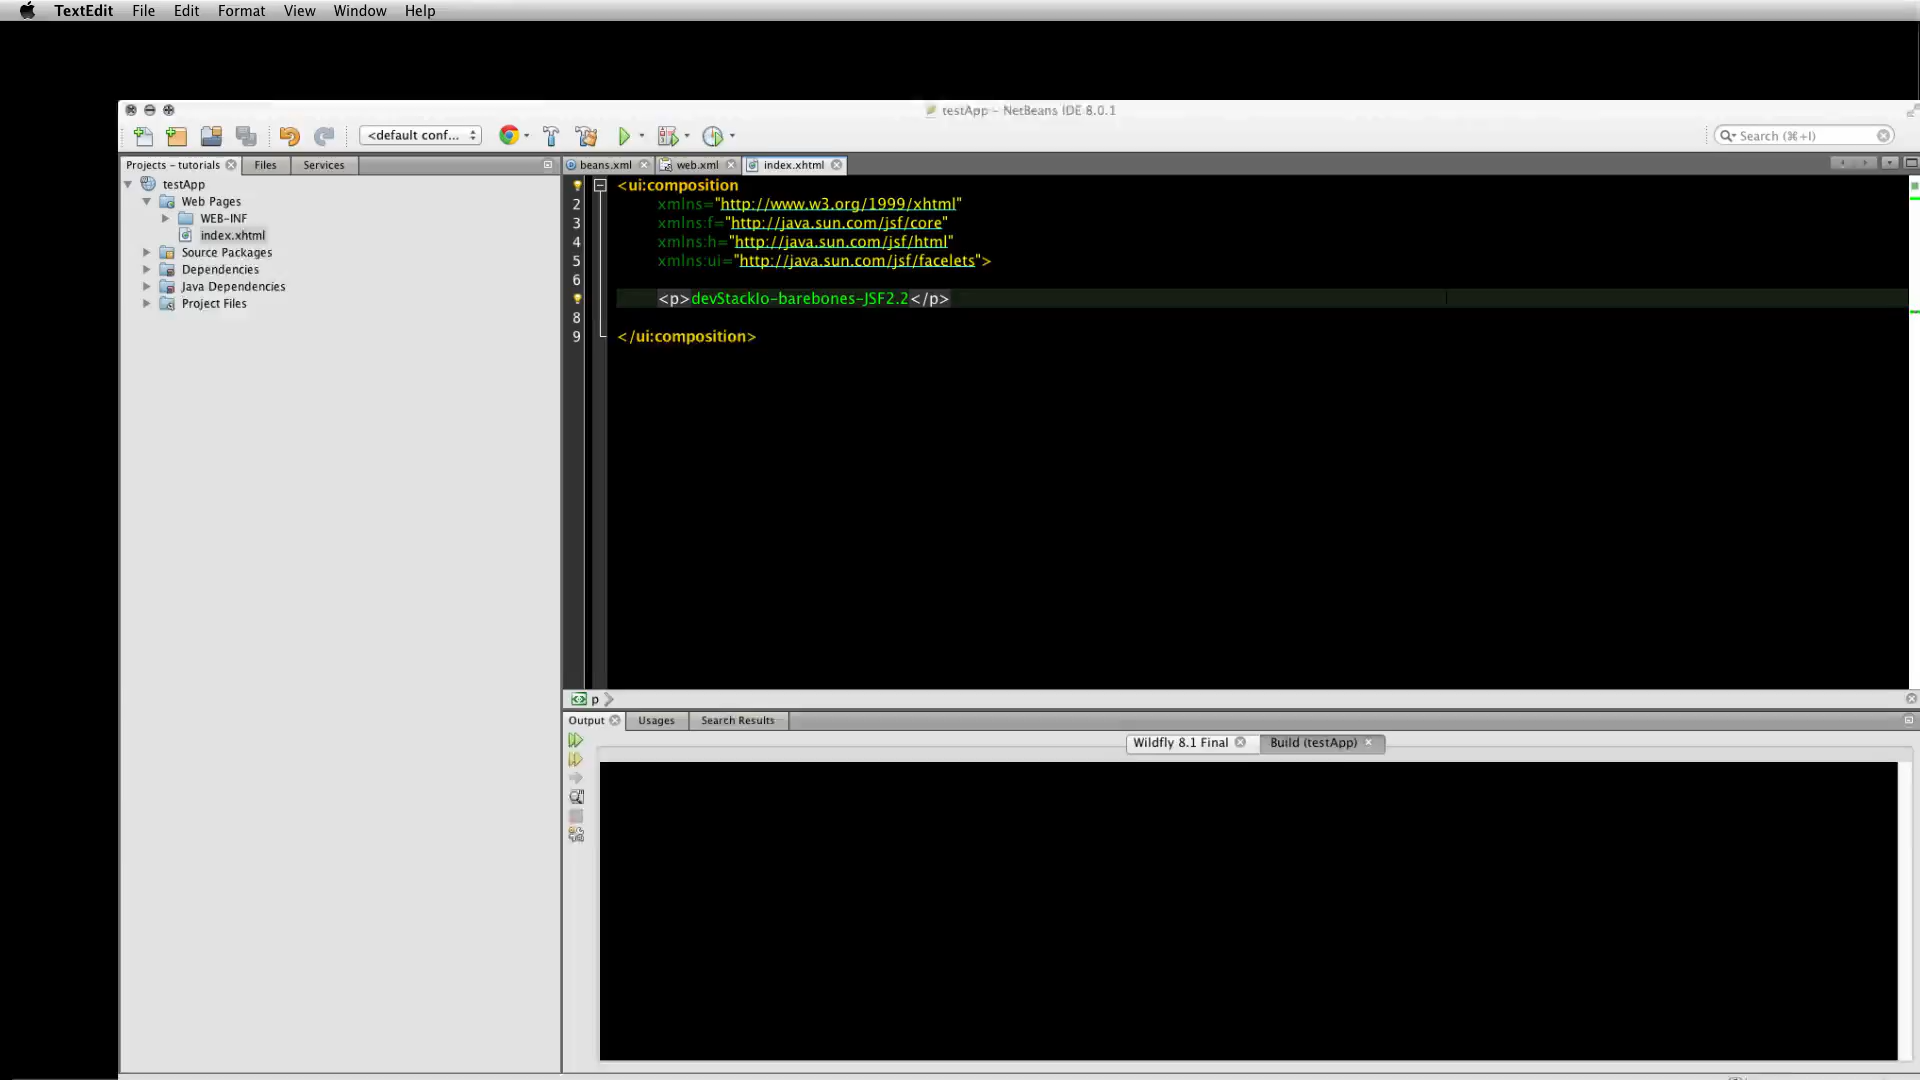 TextEdit File Edit Format View Window Help
testApp - NetBeans IDE 8.0.1
<default conf... Search (⌘+I)
Projects - tutorials Files Services
testApp
Web Pages
WEB-INF
index.xhtml
Source Packages
Dependencies
Java Dependencies
Project Files
beans.xml web.xml index.xhtml
<ui:composition
2 xmlns="http://www.w3.org/1999/xhtml"
3 xmlns:f="http://java.sun.com/jsf/core"
4 xmlns:h="http://java.sun.com/jsf/html"
5 xmlns:ui="http://java.sun.com/jsf/facelets">
6
<p>devStackIo-barebones-JSF2.2</p>
8
9 </ui:composition>
p
Output Usages Search Results
Wildfly 8.1 Final Build (testApp)